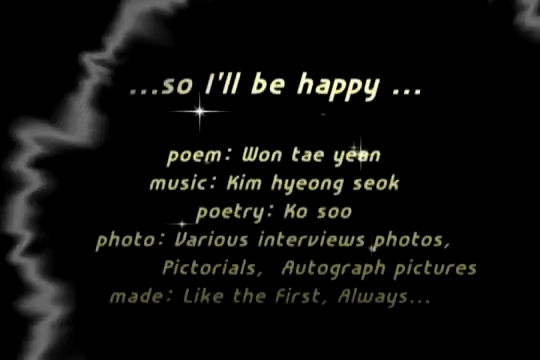 ...so I'll be happy ...
poem: Won tae yean
music: Kim hyeong seok
poetry: Ko soo
photo: Various interviews photos,
Pictorials, Autograph pictures
made: Like the First, Always...